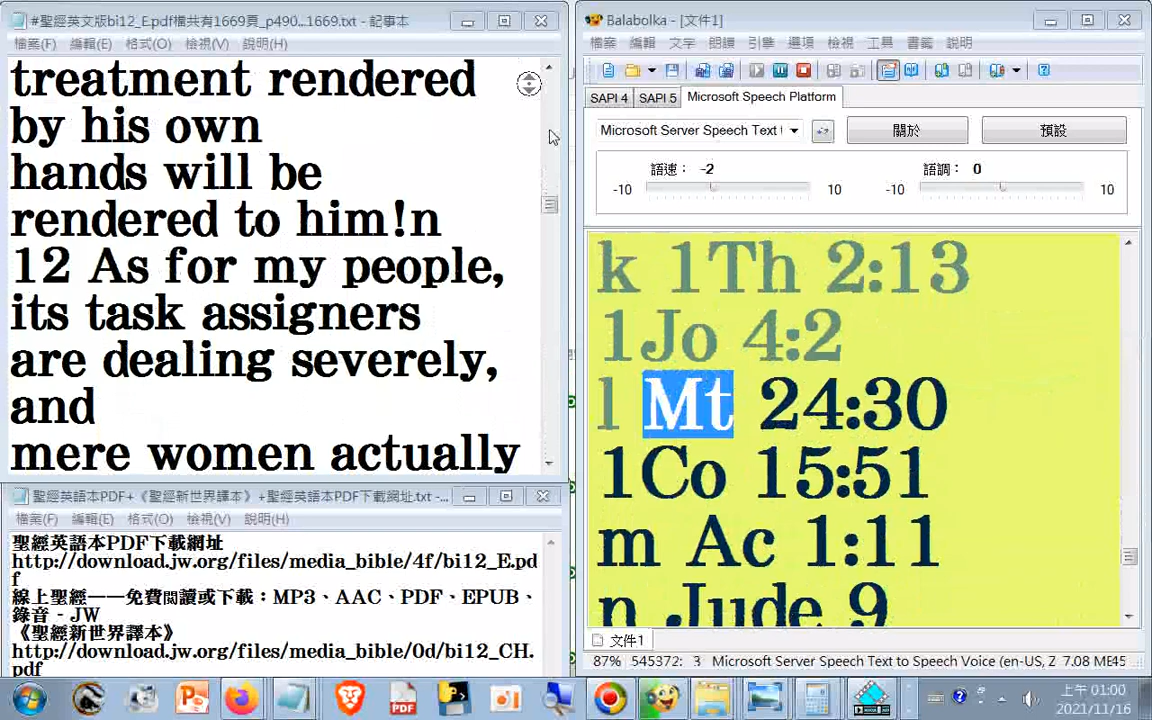 #聖經英文版bi12_E.pdf檔共有1669頁_p490...1669.txt - 記事本
檔案(F) 編輯(E) 格式(O) 檢視(V) 說明(H)
treatment rendered
by his own
hands will be
rendered to him!n
12 As for my people,
its task assigners
are dealing severely,
and
mere women actually
聖經英語本PDF+《聖經新世界譯本》+聖經英語本PDF下載網址.txt -...
檔案(F) 編輯(E) 格式(O) 檢視(V) 說明(H)
聖經英語本PDF下載網址
http://download.jw.org/files/media_bible/4f/bi12_E.pd
f
線上聖經——免費閱讀或下載：MP3、AAC、PDF、EPUB、
錄音 - JW
《聖經新世界譯本》
http://download.jw.org/files/media_bible/0d/bi12_CH.
pdf
Balabolka - [文件1]
檔案 編輯 文字 朗讀 引擎 選項 檢視 工具 書籤 說明
SAPI 4 SAPI 5 Microsoft Speech Platform
Microsoft Server Speech Text 關於 預設
語速： -2 語調： 0
-10 10 -10 10
k 1Th 2:13
1Jo 4:2
l Mt 24:30
1Co 15:51
m Ac 1:11
n Jude 9
文件1
87% 545372: 3 Microsoft Server Speech Text to Speech Voice (en-US, Z 7.08 ME45
上午 01:00
2021/11/16